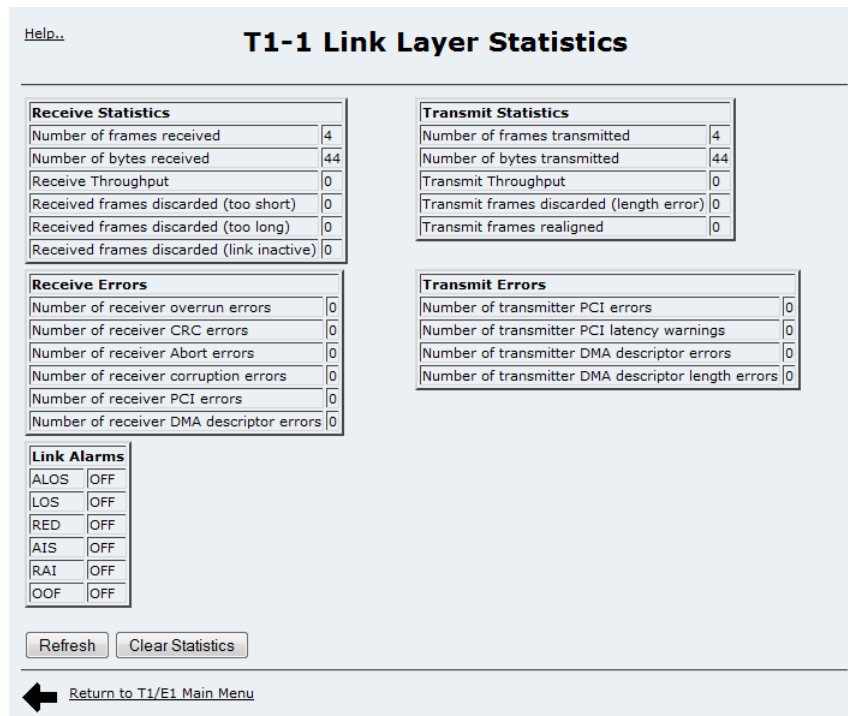 Help..
T1-1 Link Layer Statistics
Receive Statistics
Number of frames received 4
Number of bytes received 44
Receive Throughput 0
Received frames discarded (too short) 0
Received frames discarded (too long) 0
Received frames discarded (link inactive) 0
Transmit Statistics
Number of frames transmitted 4
Number of bytes transmitted 44
Transmit Throughput 0
Transmit frames discarded (length error) 0
Transmit frames realigned 0
Receive Errors
Number of receiver overrun errors 0
Number of receiver CRC errors 0
Number of receiver Abort errors 0
Number of receiver corruption errors 0
Number of receiver PCI errors 0
Number of receiver DMA descriptor errors 0
Transmit Errors
Number of transmitter PCI errors 0
Number of transmitter PCI latency warnings 0
Number of transmitter DMA descriptor errors 0
Number of transmitter DMA descriptor length errors 0
Link Alarms
ALOS OFF
LOS OFF
RED OFF
AIS OFF
RAI OFF
OOF OFF
Refresh Clear Statistics
Return to T1/E1 Main Menu